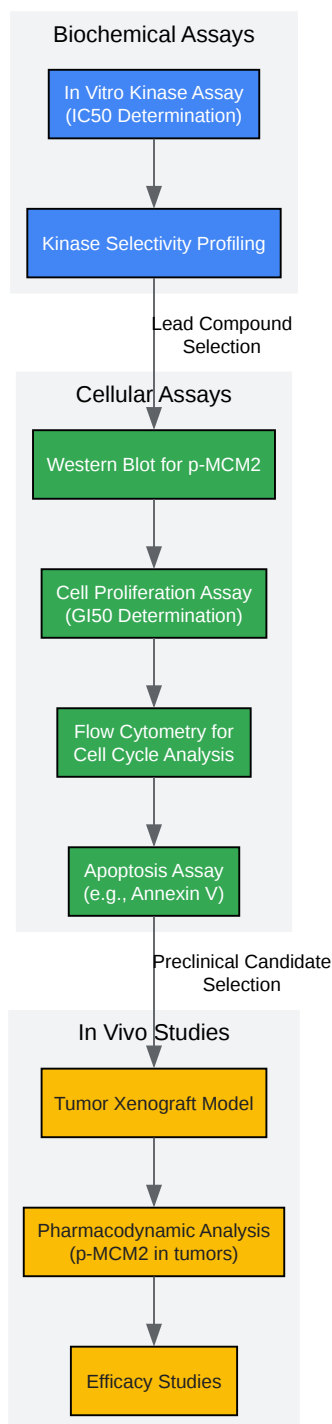 Biochemical Assays
In Vitro Kinase Assay
(IC50 Determination)
Kinase Selectivity Profiling
Lead Compound
Selection
Cellular Assays
Western Blot for p-MCM2
Cell Proliferation Assay
(GI50 Determination)
Flow Cytometry for
Cell Cycle Analysis
Apoptosis Assay
(e.g., Annexin V)
Preclinical Candidate
Selection
In Vivo Studies
Tumor Xenograft Model
Pharmacodynamic Analysis
(p-MCM2 in tumors)
Efficacy Studies